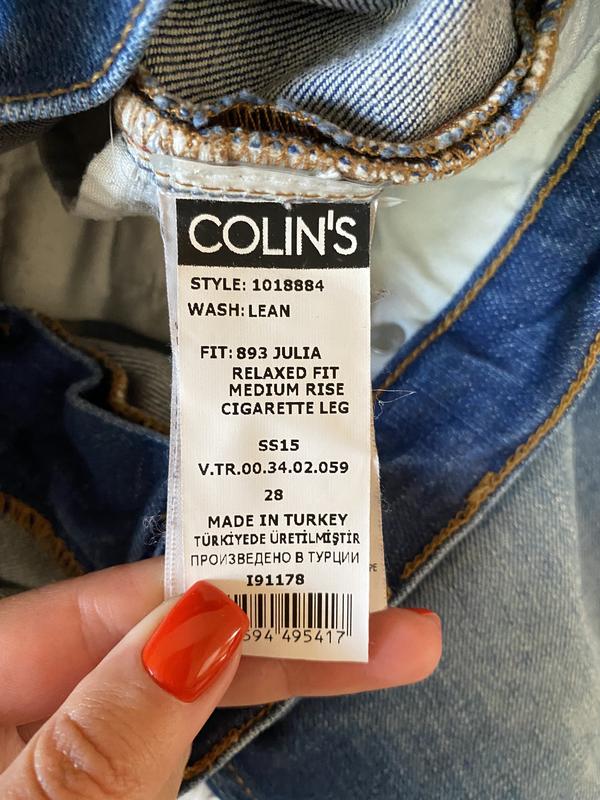 COLIN'S
STYLE: 1018884
WASH: LEAN
FIT: 893 JULIA
RELAXED FIT
MEDIUM RISE
CIGARETTE LEG
SS15
V.TR.00.34.02.059
28
MADE IN TURKEY
TÜRKİYEDE ÜRETİLMİŞTİR
ПРОИЗВЕДЕНО В ТУРЦИИ
I91178
594 495417